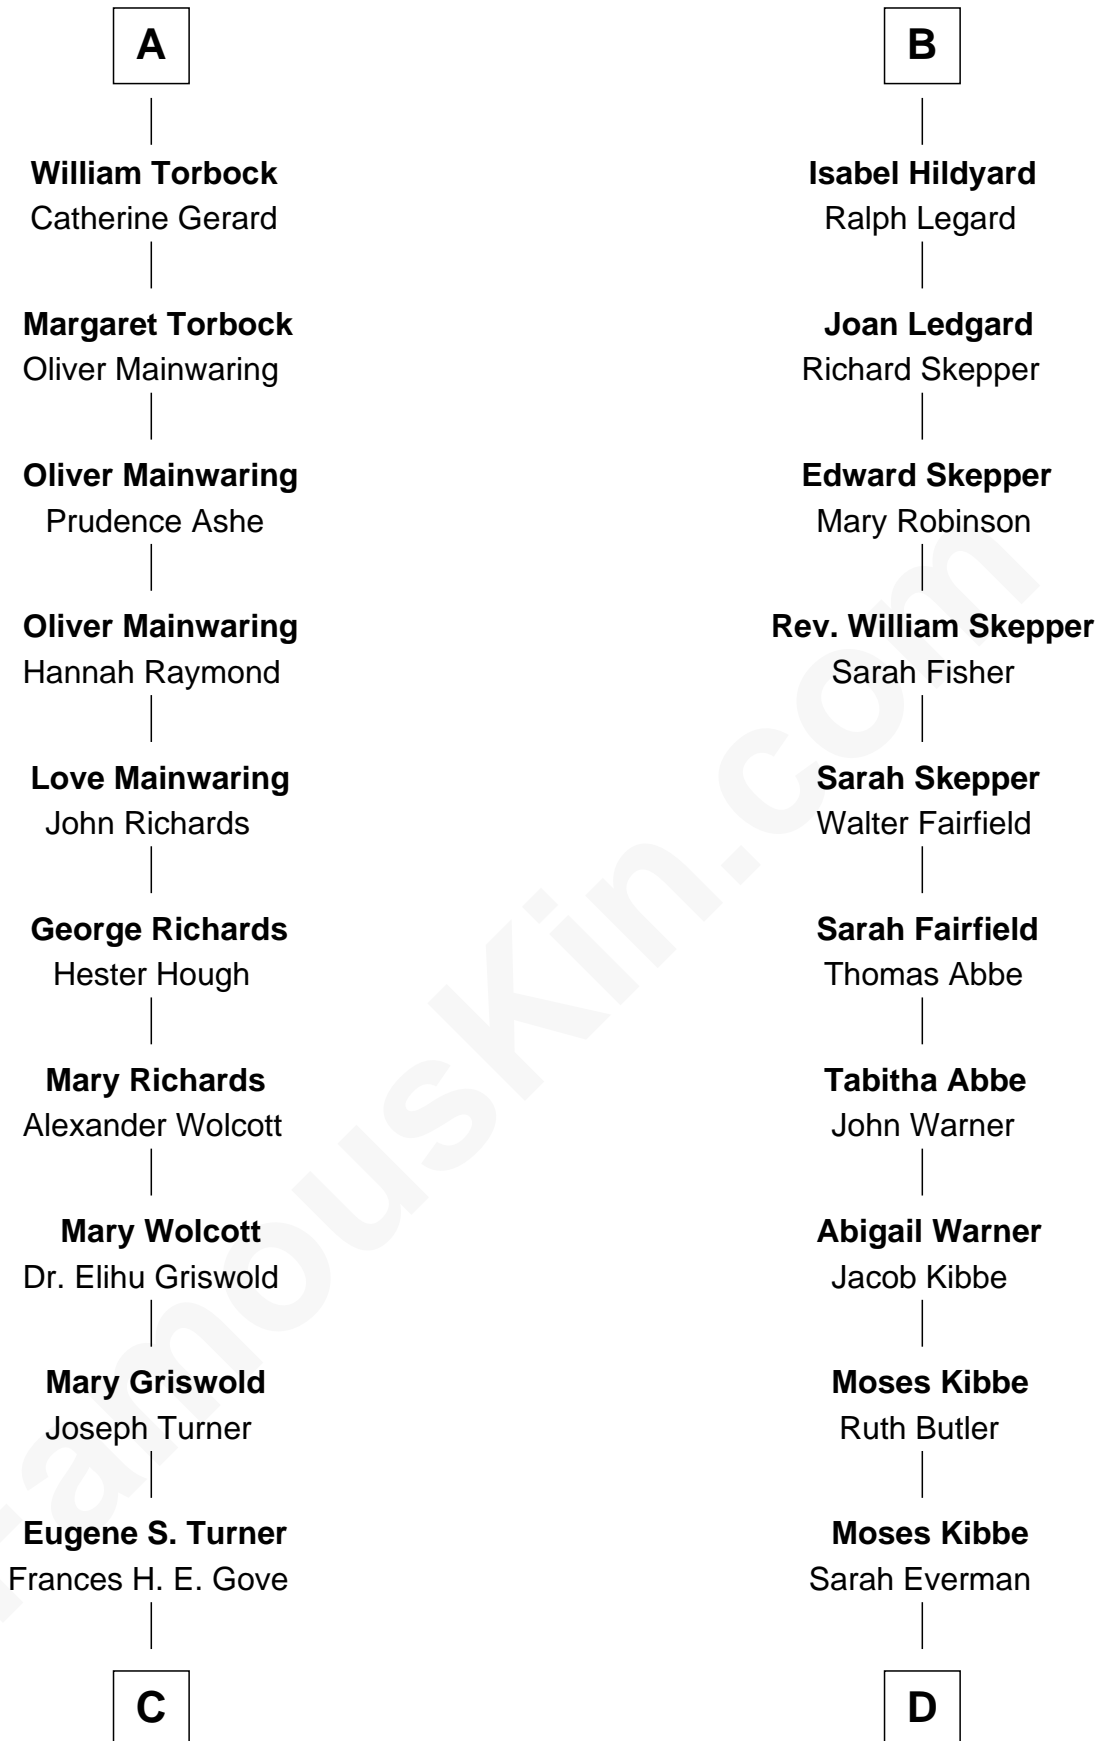 A
William Torbock
Catherine Gerard
Margaret Torbock
Oliver Mainwaring
Oliver Mainwaring
Prudence Ashe
Oliver Mainwaring
Hannah Raymond
Love Mainwaring
John Richards
George Richards
Hester Hough
Mary Richards
Alexander Wolcott
Mary Wolcott
Dr. Elihu Griswold
Mary Griswold
Joseph Turner
Eugene S. Turner
Frances H. E. Gove
C
B
Isabel Hildyard
Ralph Legard
Joan Ledgard
Richard Skepper
Edward Skepper
Mary Robinson
Rev. William Skepper
Sarah Fisher
Sarah Skepper
Walter Fairfield
Sarah Fairfield
Thomas Abbe
Tabitha Abbe
John Warner
Abigail Warner
Jacob Kibbe
Moses Kibbe
Ruth Butler
Moses Kibbe
Sarah Everman
D
FamousKin.com